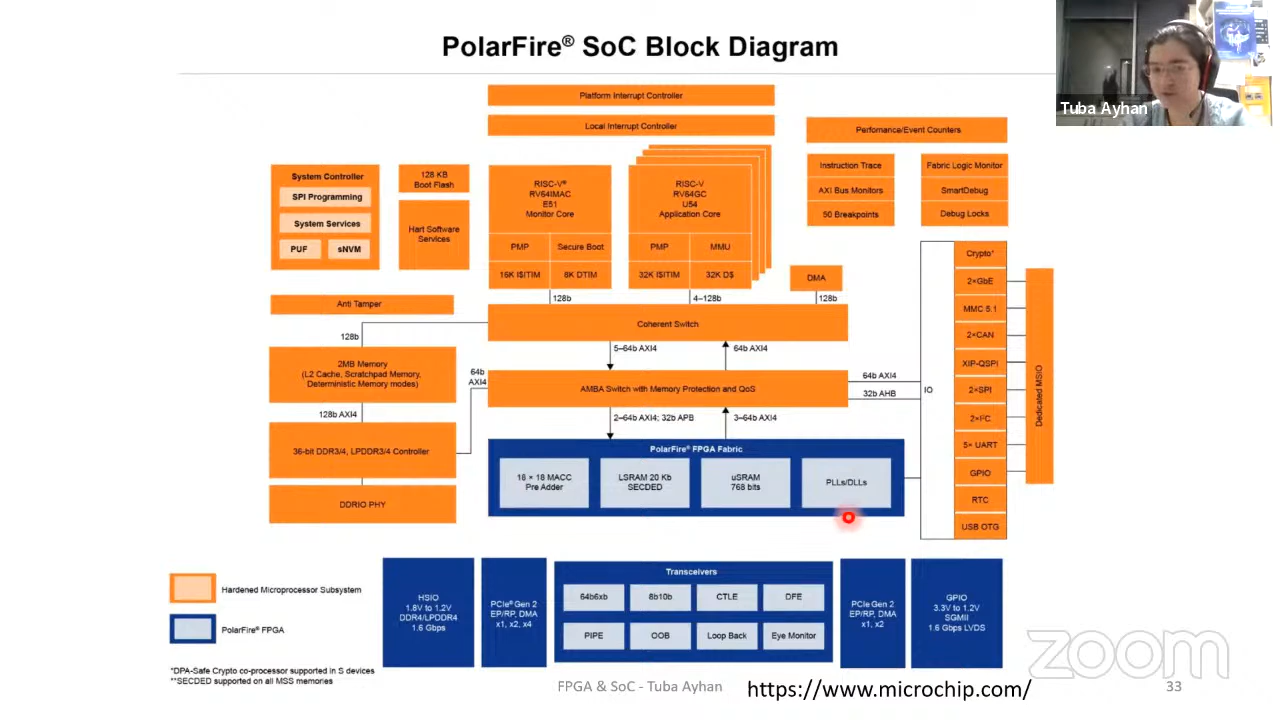 PolarFire® SoC Block Diagram
Tuba Ayhan
Platform Interrupt Controller
Local Interrupt Controller
Perfomance/Event Counters
System Controller
SPI Programming
System Services
PUF
sNVM
128 KB
Boot Flash
Hart Software
Services
RISC-V®
RV64IMAC
E51
Monitor Core
PMP
Secure Boot
16K I$ITIM
8K DTIM
RISC-V
RV64GC
U54
Application Core
PMP
MMU
32K I$ITIM
32K D$
Instruction Trace
AXI Bus Monitors
50 Breakpoints
Fabric Logic Monitor
SmartDebug
Debug Locks
DMA
128b
4–128b
128b
Anti Tamper
Coherent Switch
128b
5–64b AXI4
64b AXI4
2MB Memory
(L2 Cache, Scratchpad Memory,
Deterministic Memory modes)
64b
AXI4
AMBA Switch with Memory Protection and QoS
64b AXI4
32b AHB
128b AXI4
2–64b AXI4; 32b APB
3–64b AXI4
36-bit DDR3/4, LPDDR3/4 Controller
DDRIO PHY
PolarFire® FPGA Fabric
18 × 18 MACC
Pre Adder
LSRAM 20 Kb
SECDED
uSRAM
768 bits
PLLs/DLLs
IO
Crypto*
2×GbE
MMC 5.1
2×CAN
XIP-QSPI
2×SPI
2×I²C
5× UART
GPIO
RTC
USB OTG
Dedicated MSIO
Hardened Microprocessor Subsystem
PolarFire® FPGA
HSIO
1.8V to 1.2V
DDR4/LPDDR4
1.6 Gbps
PCIe® Gen 2
EP/RP, DMA
x1, x2, x4
Transceivers
64b6xb
8b10b
CTLE
DFE
PIPE
OOB
Loop Back
Eye Monitor
PCIe Gen 2
EP/RP, DMA
x1, x2
GPIO
3.3V to 1.2V
SGMII
1.6 Gbps LVDS
*DPA-Safe Crypto co-processor supported in S devices
**SECDED supported on all MSS memories
FPGA & SoC - Tuba Ayhan
https://www.microchip.com/
33
zoom